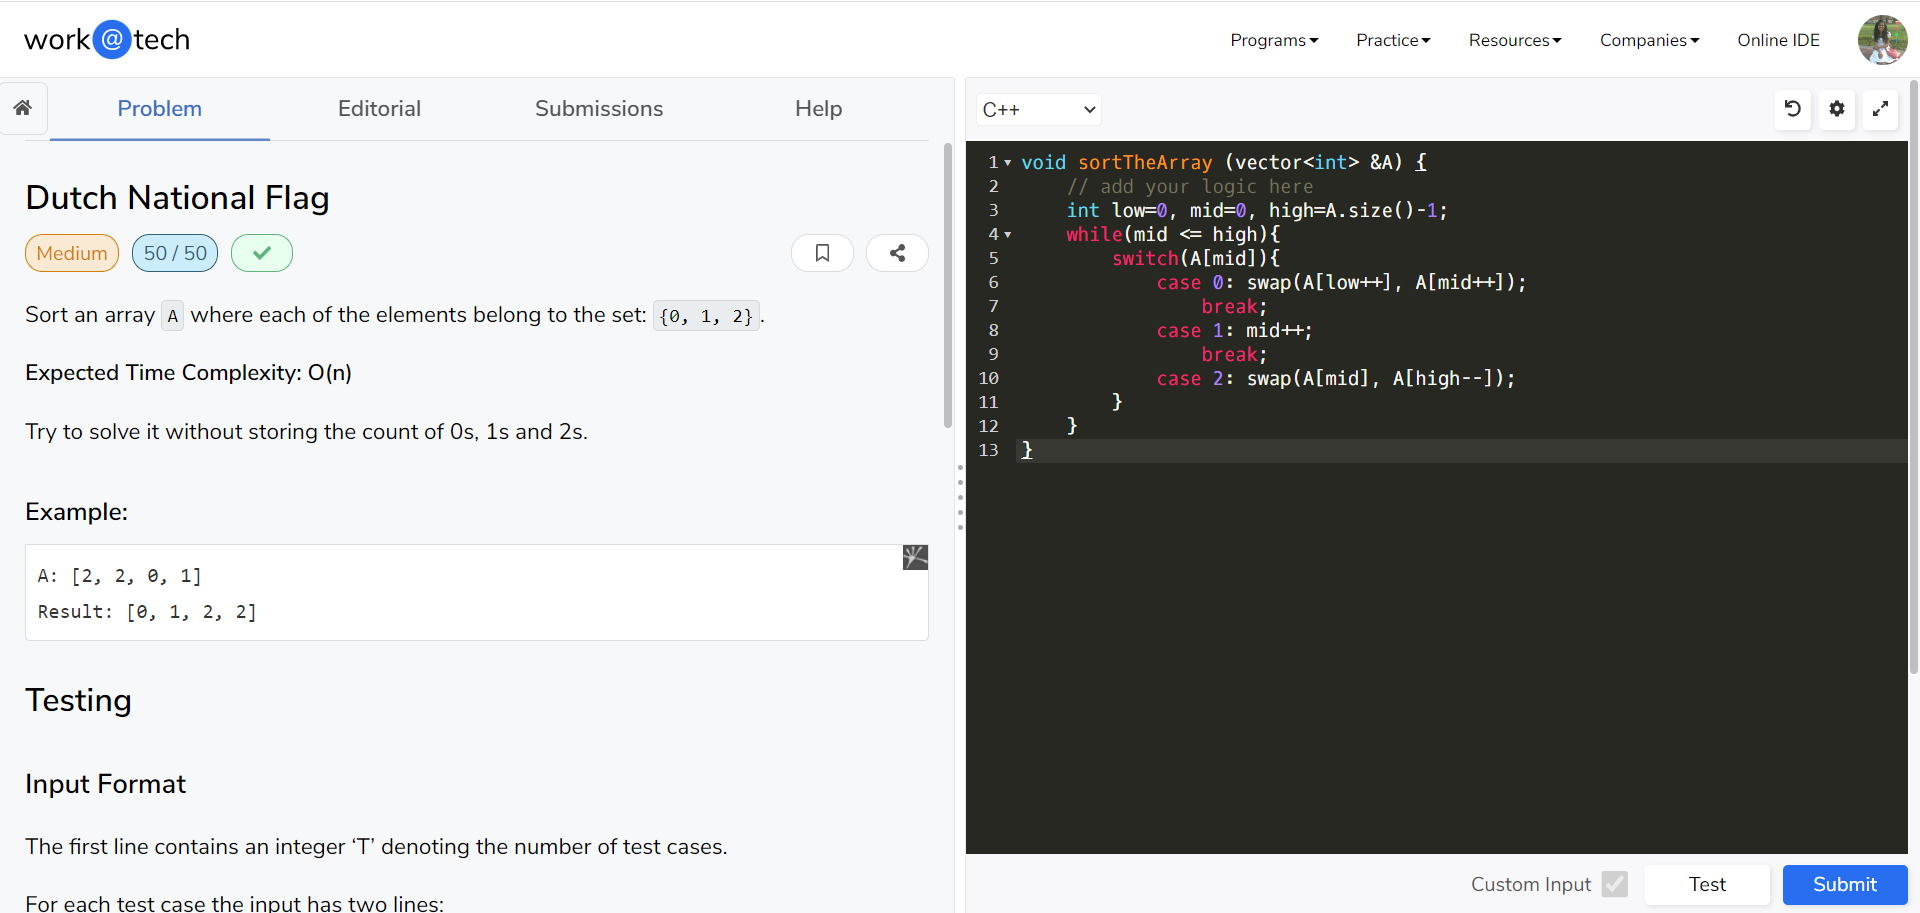 work@tech
Programs Practice Resources Companies Online IDE
Problem Editorial Submissions Help
Dutch National Flag
Medium 50 / 50
Sort an array A where each of the elements belong to the set: {0, 1, 2}.
Expected Time Complexity: O(n)
Try to solve it without storing the count of 0s, 1s and 2s.
Example:
A: [2, 2, 0, 1]
Result: [0, 1, 2, 2]
Testing
Input Format
The first line contains an integer ‘T’ denoting the number of test cases.
For each test case the input has two lines:
C++
1 void sortTheArray (vector<int> &A) {
2     // add your logic here
3     int low=0, mid=0, high=A.size()-1;
4     while(mid <= high){
5         switch(A[mid]){
6             case 0: swap(A[low++], A[mid++]);
7                 break;
8             case 1: mid++;
9                 break;
10             case 2: swap(A[mid], A[high--]);
11         }
12     }
13 }
Custom Input Test Submit